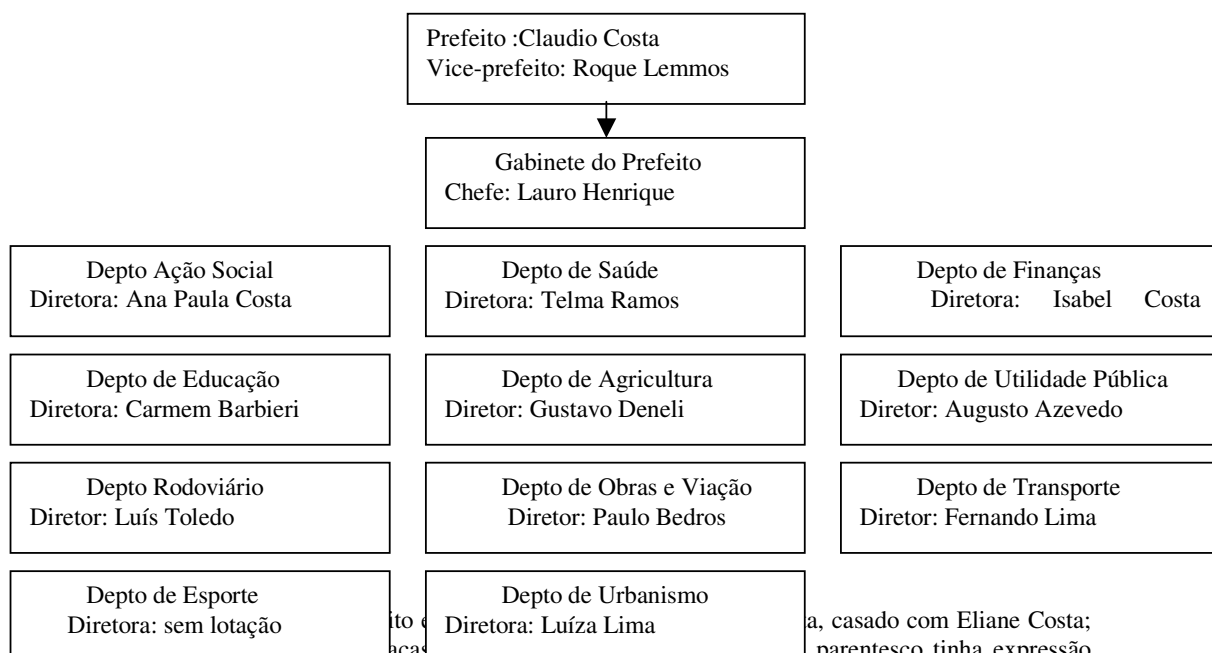 Prefeito :Claudio Costa
Vice-prefeito: Roque Lemmos
Gabinete do Prefeito
Chefe: Lauro Henrique
Depto Ação Social
Diretora: Ana Paula Costa
Depto de Saúde
Diretora: Telma Ramos
Depto de Finanças
Diretora: Isabel Costa
Depto de Educação
Diretora: Carmem Barbieri
Depto de Agricultura
Diretor: Gustavo Deneli
Depto de Utilidade Pública
Diretor: Augusto Azevedo
Depto Rodoviário
Diretor: Luís Toledo
Depto de Obras e Viação
Diretor: Paulo Bedros
Depto de Transporte
Diretor: Fernando Lima
Depto de Esporte
Diretora: sem lotação
Depto de Urbanismo
Diretora: Luíza Lima
casado com Eliane Costa;
parentesco tinha expressão